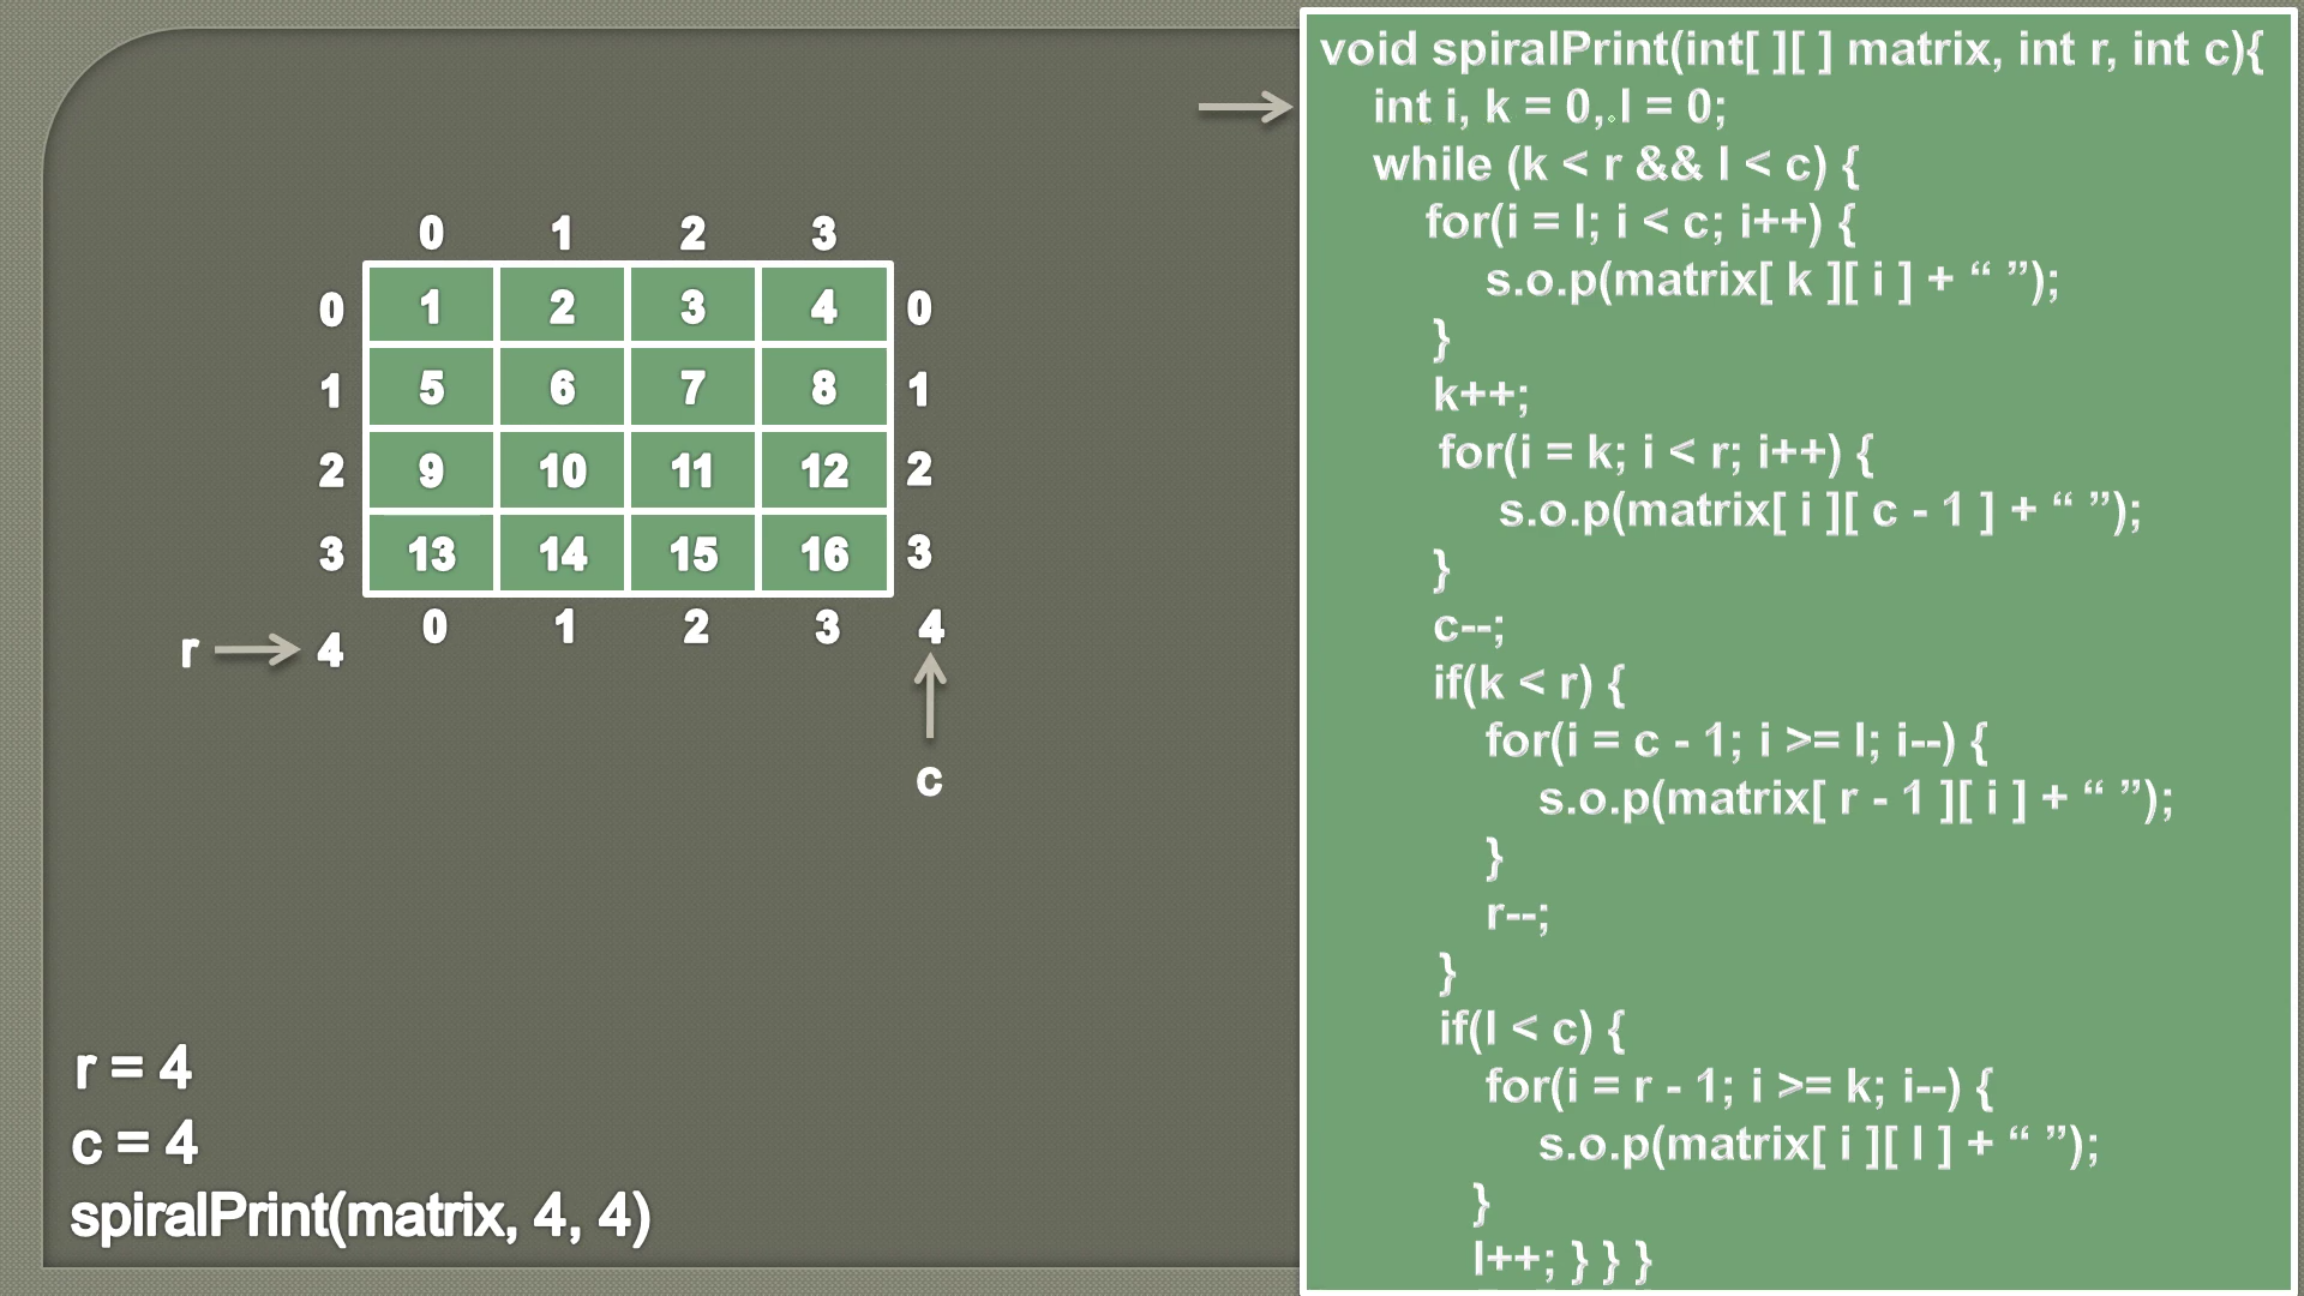 0 1 2 3
0 1 2 3 4 0
1 5 6 7 8 1
2 9 10 11 12 2
3 13 14 15 16 3
0 1 2 3 4
r 4
c
r = 4
c = 4
spiralPrint(matrix, 4, 4)
void spiralPrint(int[ ][ ] matrix, int r, int c){
int i, k = 0, l = 0;
while (k < r && l < c) {
for(i = l; i < c; i++) {
s.o.p(matrix[ k ][ i ] + “ ”);
}
k++;
for(i = k; i < r; i++) {
s.o.p(matrix[ i ][ c - 1 ] + “ ”);
}
c--;
if(k < r) {
for(i = c - 1; i >= l; i--) {
s.o.p(matrix[ r - 1 ][ i ] + “ ”);
}
r--;
}
if(l < c) {
for(i = r - 1; i >= k; i--) {
s.o.p(matrix[ i ][ l ] + “ ”);
}
l++; } } }